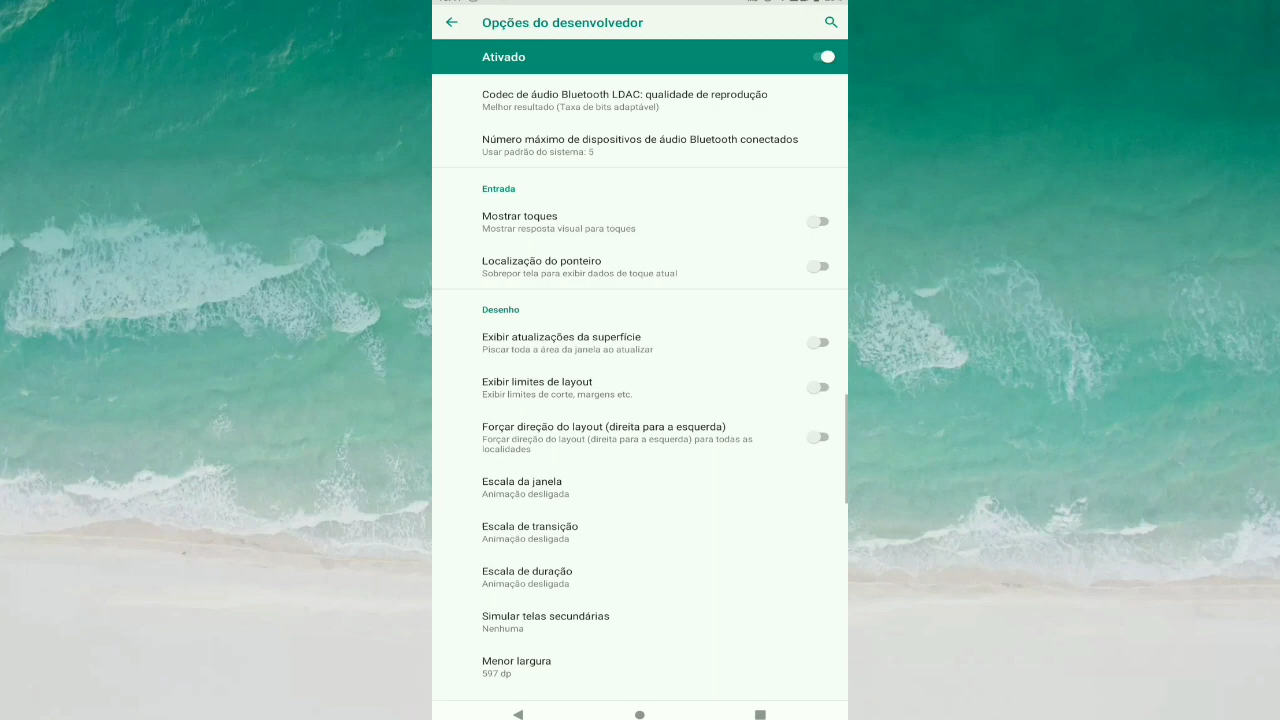 Opções do desenvolvedor
Ativado
Codec de áudio Bluetooth LDAC: qualidade de reprodução
Melhor resultado (Taxa de bits adaptável)
Número máximo de dispositivos de áudio Bluetooth conectados
Usar padrão do sistema: 5
Entrada
Mostrar toques
Mostrar resposta visual para toques
Localização do ponteiro
Sobrepor tela para exibir dados de toque atual
Desenho
Exibir atualizações da superfície
Piscar toda a área da janela ao atualizar
Exibir limites de layout
Exibir limites de corte, margens etc.
Forçar direção do layout (direita para a esquerda)
Forçar direção do layout (direita para a esquerda) para todas as
localidades
Escala da janela
Animação desligada
Escala de transição
Animação desligada
Escala de duração
Animação desligada
Simular telas secundárias
Nenhuma
Menor largura
597 dp